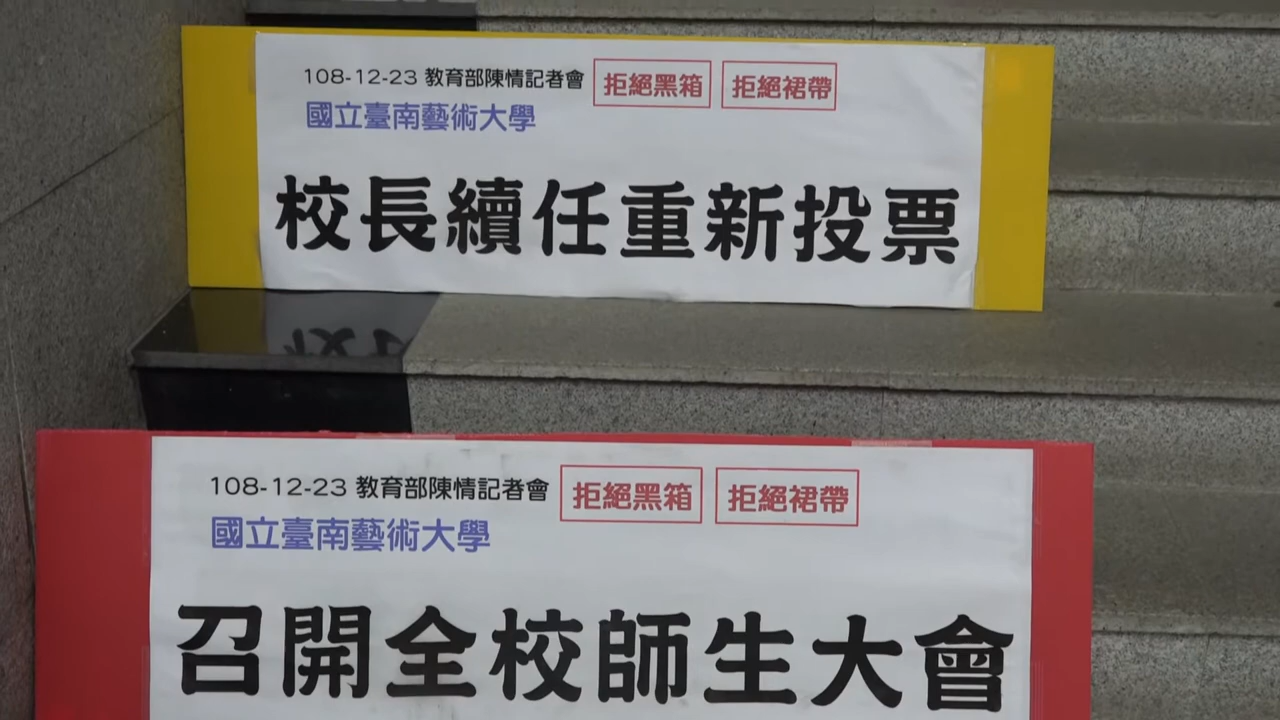 108-12-23 教育部陳情記者會 拒絕黑箱 拒絕裙帶
國立臺南藝術大學
校長續任重新投票
108-12-23 教育部陳情記者會 拒絕黑箱 拒絕裙帶
國立臺南藝術大學
召開全校師生大會